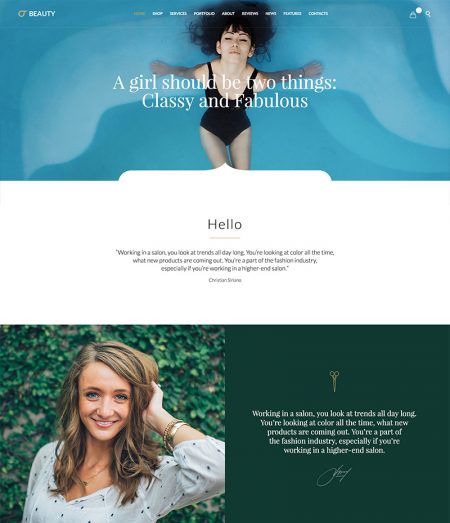 BEAUTY
HOME SHOP SERVICES PORTFOLIO ABOUT REVIEWS NEWS FEATURES CONTACTS
A girl should be two things:
Classy and Fabulous
Hello
"Working in a salon, you look at trends all day long. You're looking at color all the time,
what new products are coming out. You're a part of the fashion industry,
especially if you're working in a higher-end salon."
Christian Siriano
Working in a salon, you look at trends all day long.
You're looking at color all the time, what new
products are coming out. You're a part of
the fashion industry, especially if you're
working in a higher-end salon.